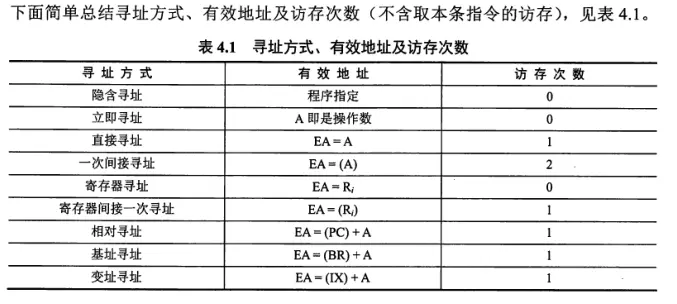 下面简单总结寻址方式、有效地址及访存次数（不含取本条指令的访存），见表 4.1。
表 4.1 寻址方式、有效地址及访存次数
寻址方式 有效地址 访存次数
隐含寻址 程序指定 0
立即寻址 A 即是操作数 0
直接寻址 EA = A 1
一次间接寻址 EA = (A) 2
寄存器寻址 EA = Ri 0
寄存器间接一次寻址 EA = (Ri) 1
相对寻址 EA = (PC) + A 1
基址寻址 EA = (BR) + A 1
变址寻址 EA = (IX) + A 1